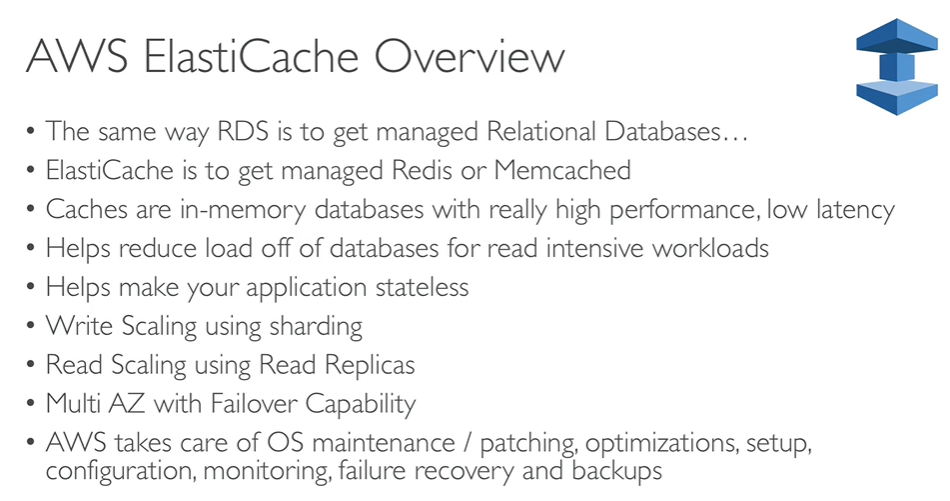 AWS ElastiCache Overview
• The same way RDS is to get managed Relational Databases…
• ElastiCache is to get managed Redis or Memcached
• Caches are in-memory databases with really high performance, low latency
• Helps reduce load off of databases for read intensive workloads
• Helps make your application stateless
• Write Scaling using sharding
• Read Scaling using Read Replicas
• Multi AZ with Failover Capability
• AWS takes care of OS maintenance / patching, optimizations, setup,
configuration, monitoring, failure recovery and backups